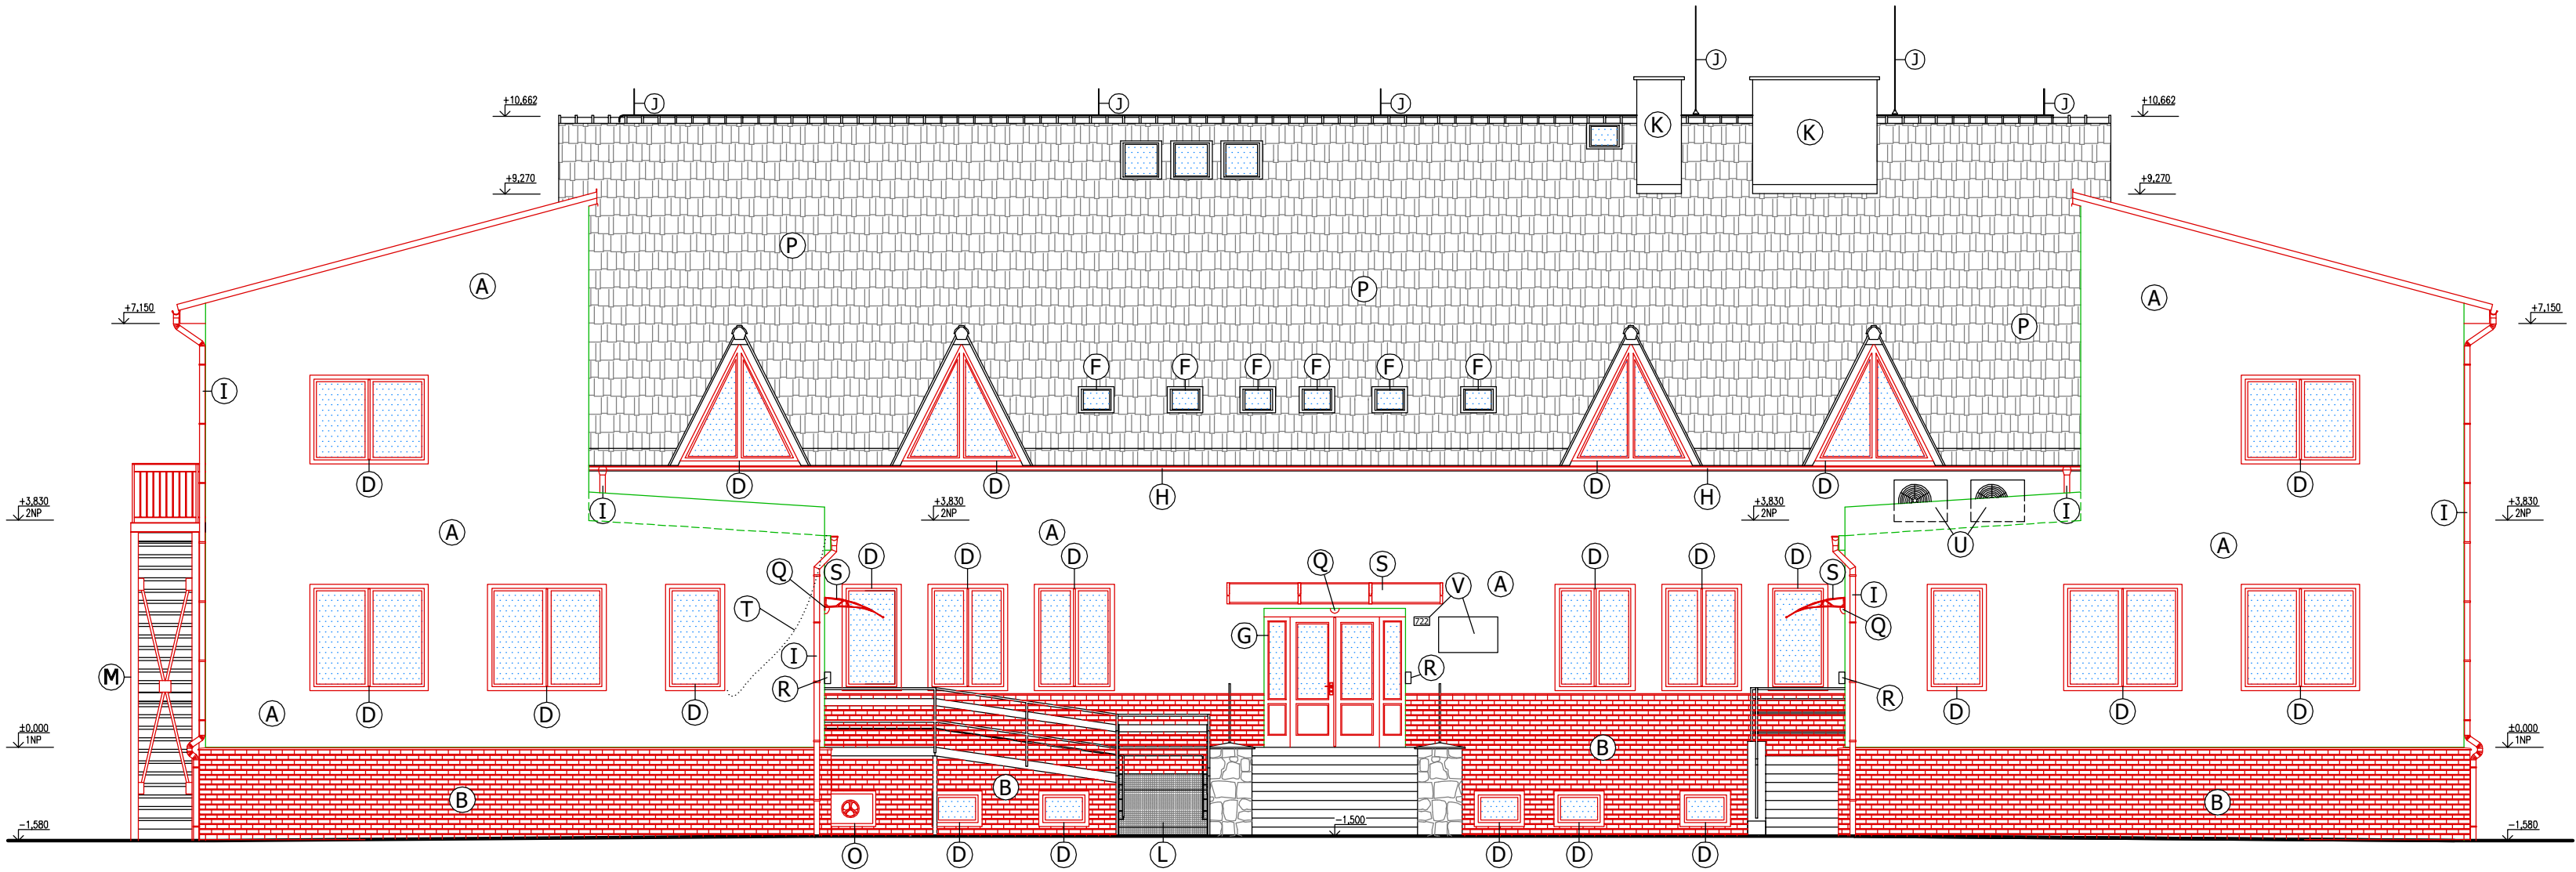 J
J
+10,662
J
J
J
J
+10,662
K
K
+9,270
+9,270
P
A
P
A
+7,150
P
+7,150
F
F
F
F
F
F
I
D
D
D
D
D
D
H
H
I
I
I
+3,830
2NP
+3,830
2NP
+3,830
2NP
+3,830
2NP
A
A
U
A
D
D
D
D
D
D
Q
S
Q
S
V
A
S
T
I
Q
722
G
I
M
R
R
R
A
D
D
D
D
D
D
±0,000
1NP
±0,000
1NP
B
B
B
B
-1,580
-1,500
-1,580
O
D
D
L
D
D
D